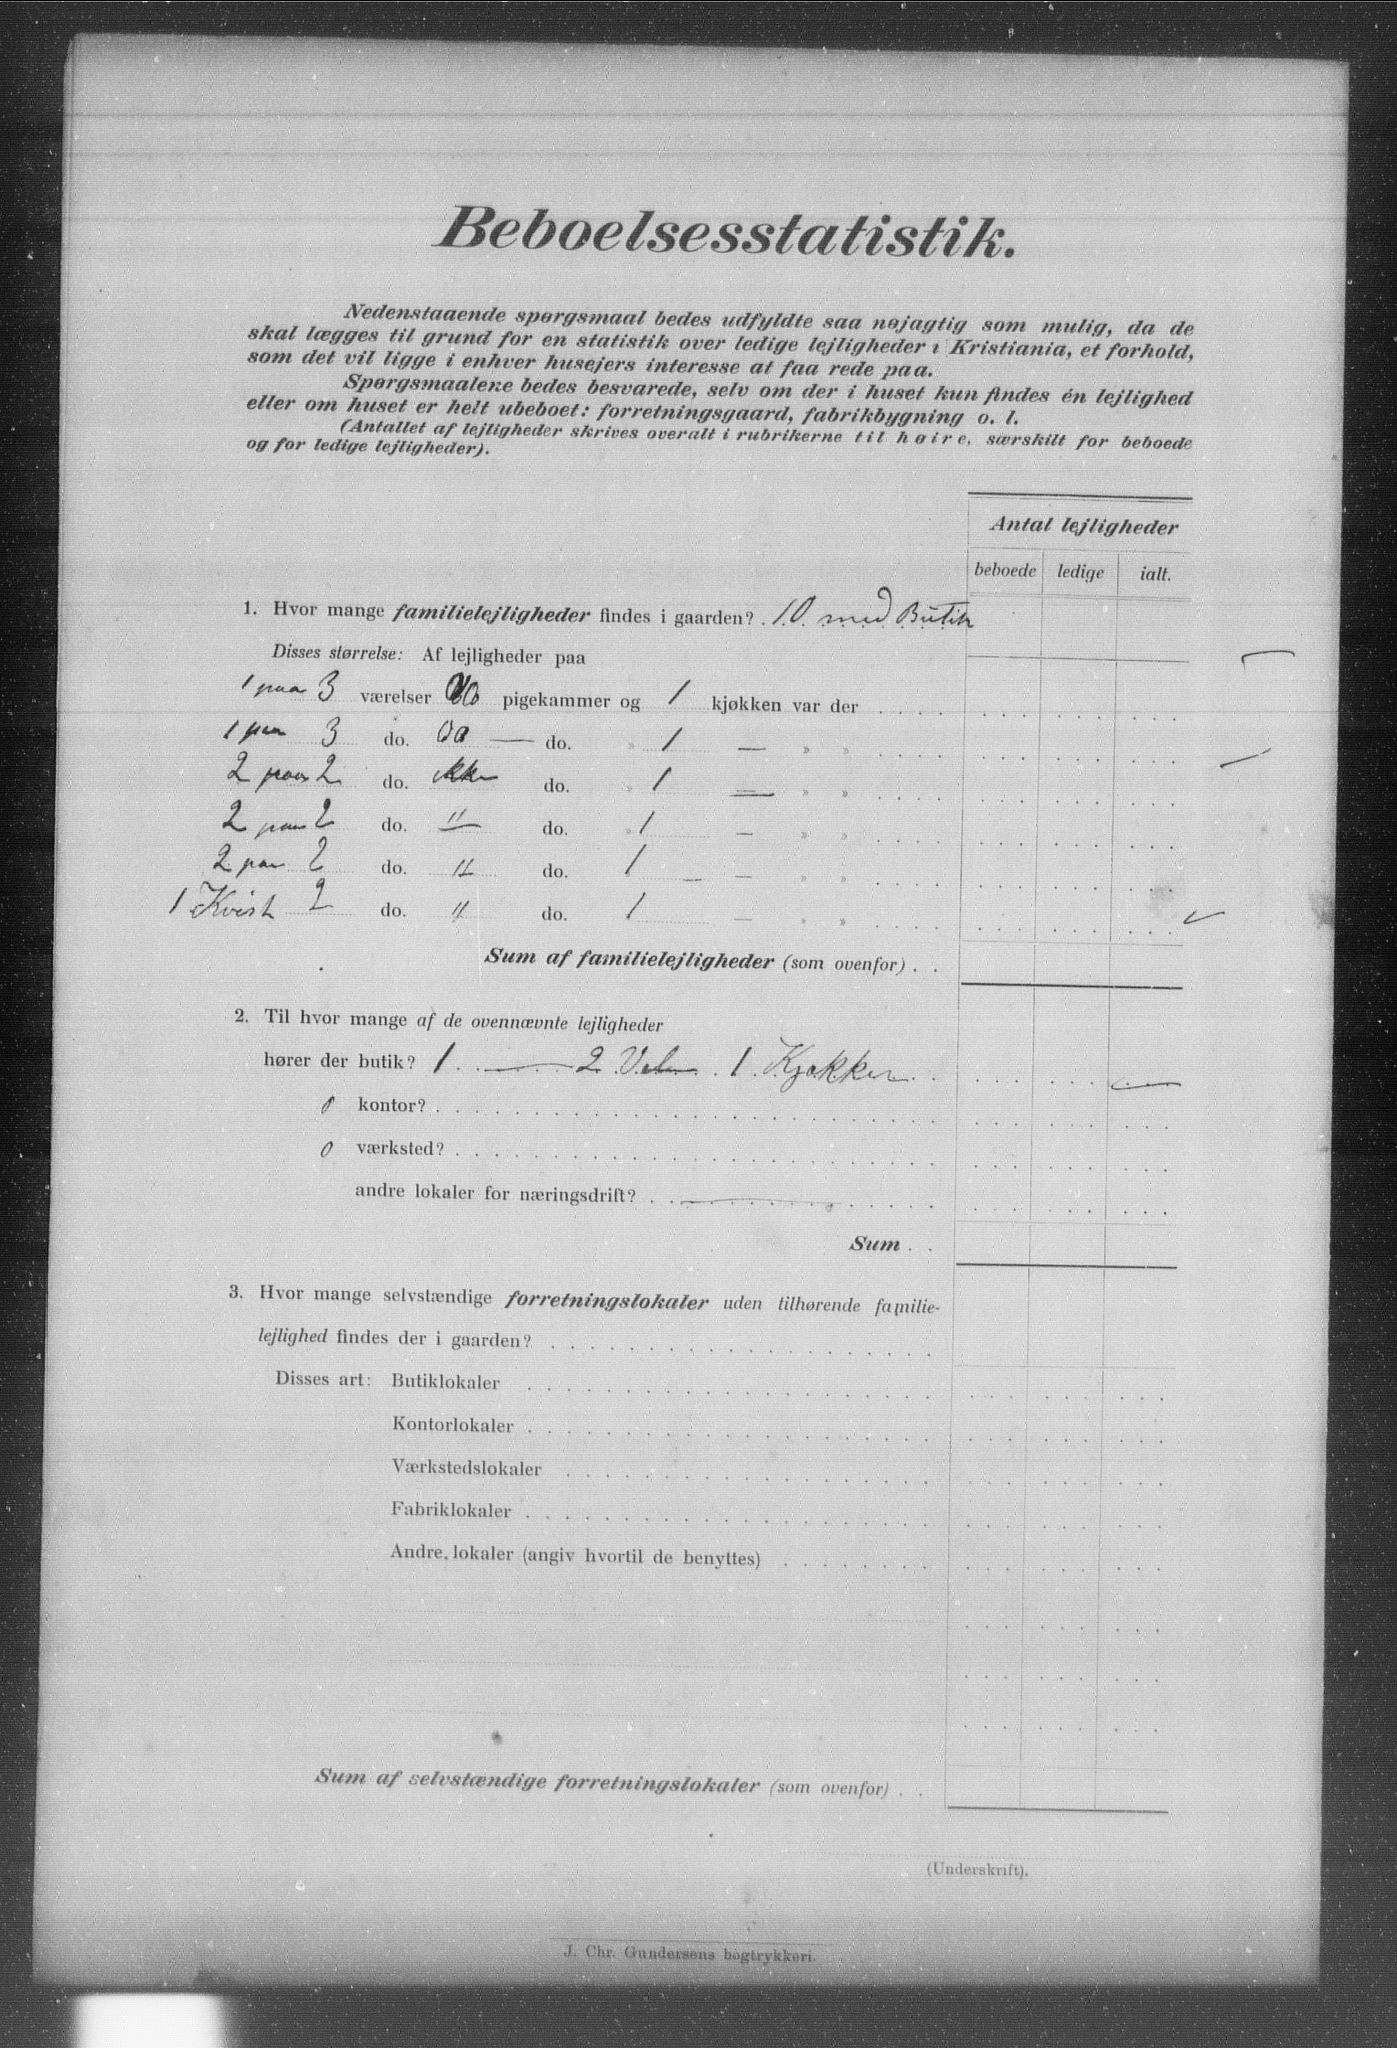 Beboelsesstatistik.
Nedenstaaende spørgsmaal bedes udfyldte saa nøjagtig som mulig, da de
skal lægges til grund for en statistik over ledige lejligheder i Kristiania, et forhold,
som det vil ligge i enhver husejers interesse at faa rede paa.
Spørgsmaalene bedes besvarede, selv om der i huset kun findes én lejlighed
eller om huset er helt ubeboet: forretningsgaard, fabrikbygning o. l.
(Antallet af lejligheder skrives overalt i rubrikerne til høire, særskilt for beboede
og for ledige lejligheder).
Antal lejligheder
beboede ledige ialt.
1. Hvor mange familielejligheder findes i gaarden? 10 med Butik
Disses størrelse: Af lejligheder paa
1 paa 3 værelser pigekammer og 1 kjøkken var der
1 paa 3 do. do. » 1 — » »
2 paa 2 do. ikke do. » 1 — » »
2 paa 2 do. " do. » 1 — » »
2 paa 2 do. " do. 1 — » »
1 Kvist 2 do. " do. 1 — » »
Sum af familielejligheder (som ovenfor) . .
2. Til hvor mange af de ovennævnte lejligheder
hører der butik? 1 — 2 1 Kjøkken
0 kontor?
0 værksted?
andre lokaler for næringsdrift?
Sum . .
3. Hvor mange selvstændige forretningslokaler uden tilhørende familie-
lejlighed findes der i gaarden?
Disses art: Butiklokaler
Kontorlokaler
Værkstedslokaler
Fabriklokaler
Andre lokaler (angiv hvortil de benyttes)
Sum af selvstændige forretningslokaler (som ovenfor) . .
(Underskrift).
J. Chr. Gundersens bogtrykkeri.